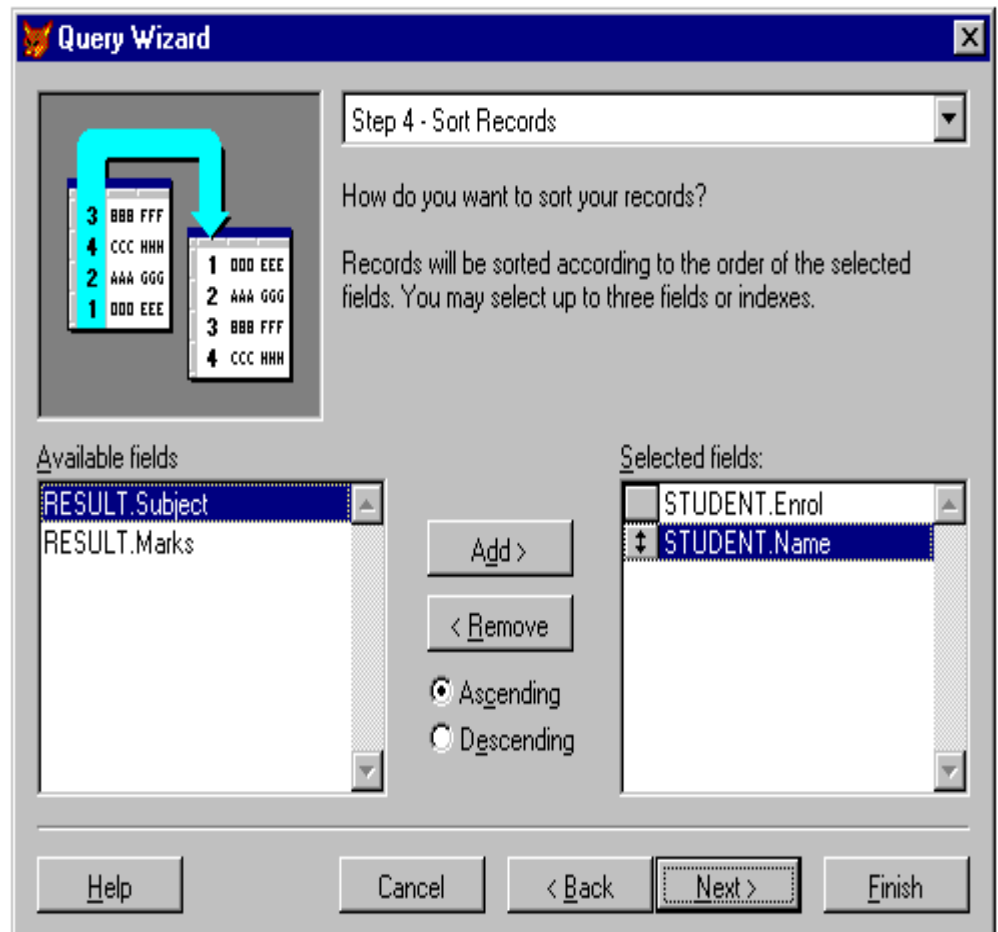 Query Wizard
Step 4 - Sort Records
How do you want to sort your records?
Records will be sorted according to the order of the selected
fields. You may select up to three fields or indexes.
3 BBB FFF
4 CCC HHH
2 AAA GGG
1 DDD EEE
1 DDD EEE
2 AAA GGG
3 BBB FFF
4 CCC HHH
Available fields
RESULT.Subject
RESULT.Marks
Add >
< Remove
Ascending
Descending
Selected fields:
STUDENT.Enrol
STUDENT.Name
Help
Cancel
< Back
Next >
Finish